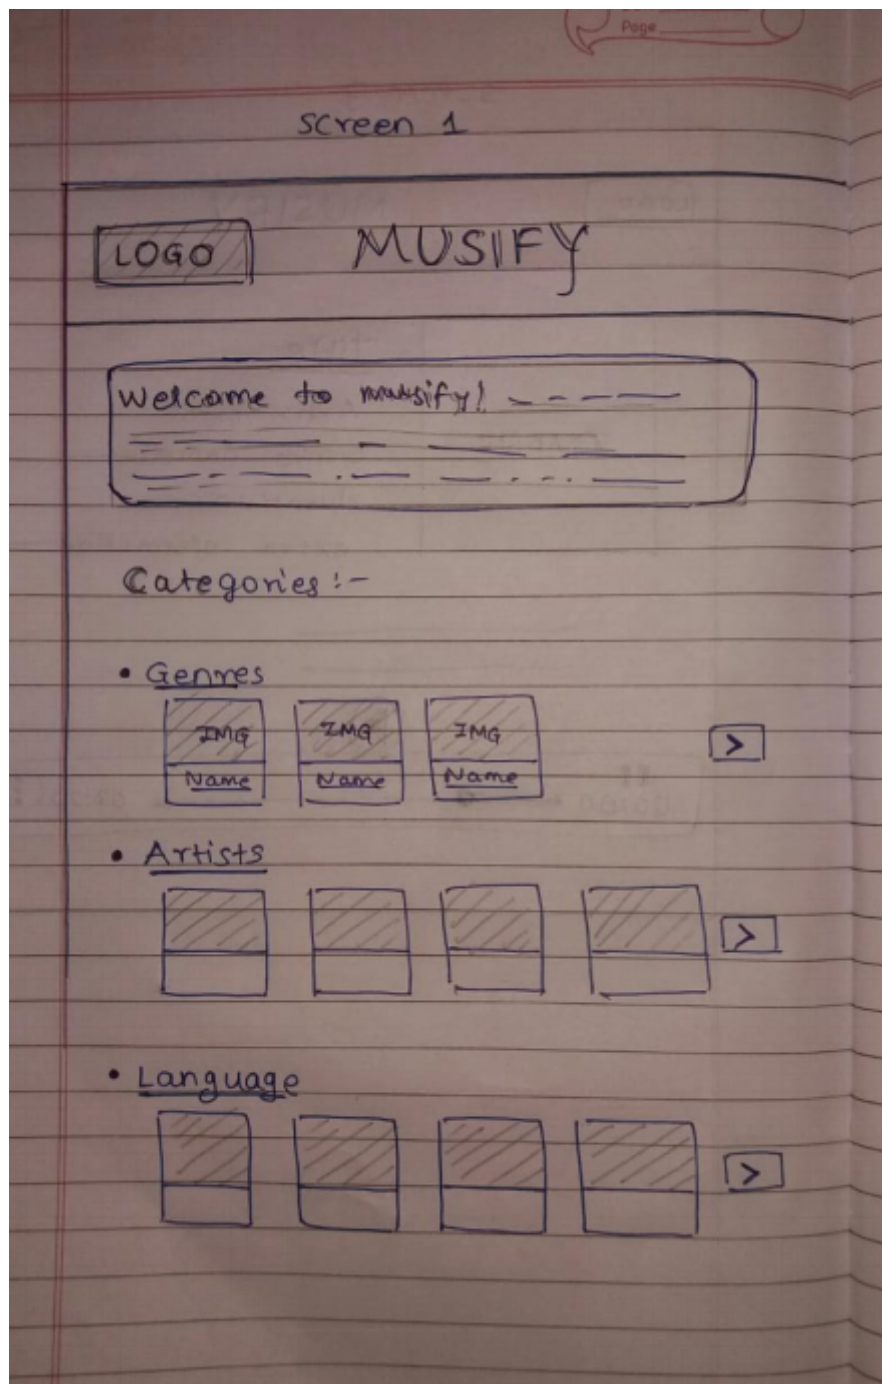 Page
Screen 1
LOGO MUSIFY
Welcome to musify!
Categories :-
• Genres
IMG IMG IMG
Name Name Name
>
• Artists
>
• Language
>